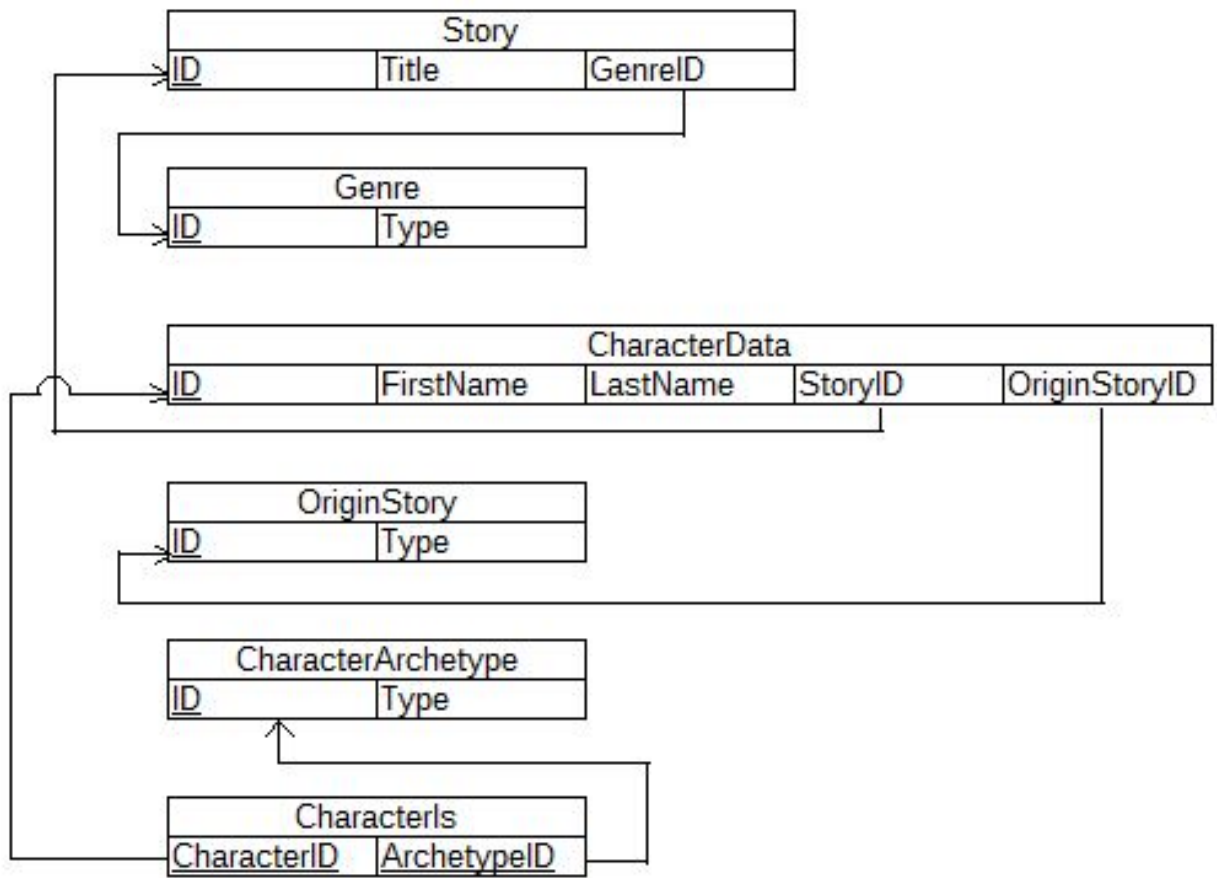 Story
ID Title GenreID
Genre
ID Type
CharacterData
ID FirstName LastName StoryID OriginStoryID
OriginStory
ID Type
CharacterArchetype
ID Type
CharacterIs
CharacterID ArchetypeID